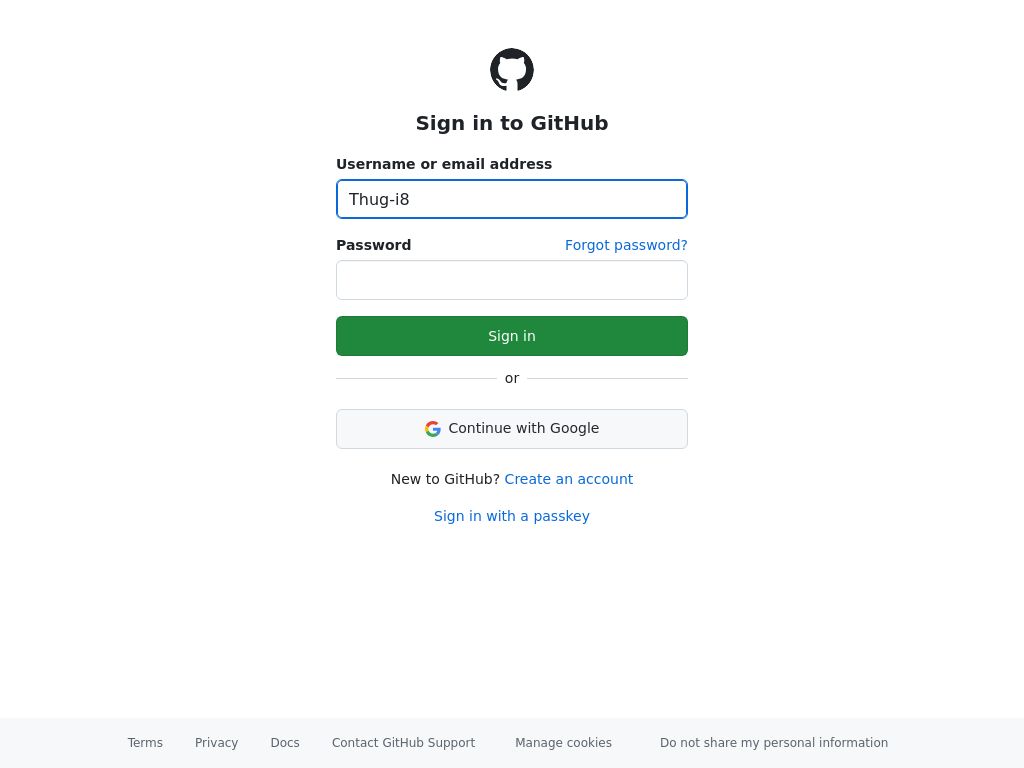 Sign in to GitHub
Username or email address
Thug-i8
Password Forgot password?
Sign in
or
Continue with Google
New to GitHub? Create an account
Sign in with a passkey
Terms Privacy Docs Contact GitHub Support Manage cookies Do not share my personal information